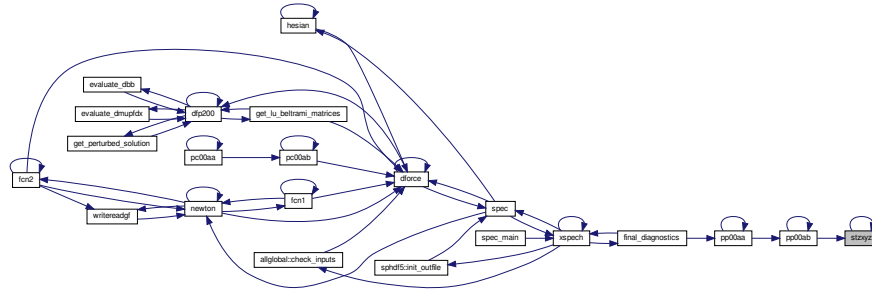 hesian
evaluate_dbb
evaluate_dmupfdx
dfp200
get_lu_beltrami_matrices
get_perturbed_solution
pc00aa
pc00ab
fcn2
dforce
newton
fcn1
writereadgf
spec
spec_main
xspech
final_diagnostics
pp00aa
pp00ab
stzxyz
allglobal::check_inputs
sphdf5::init_outfile